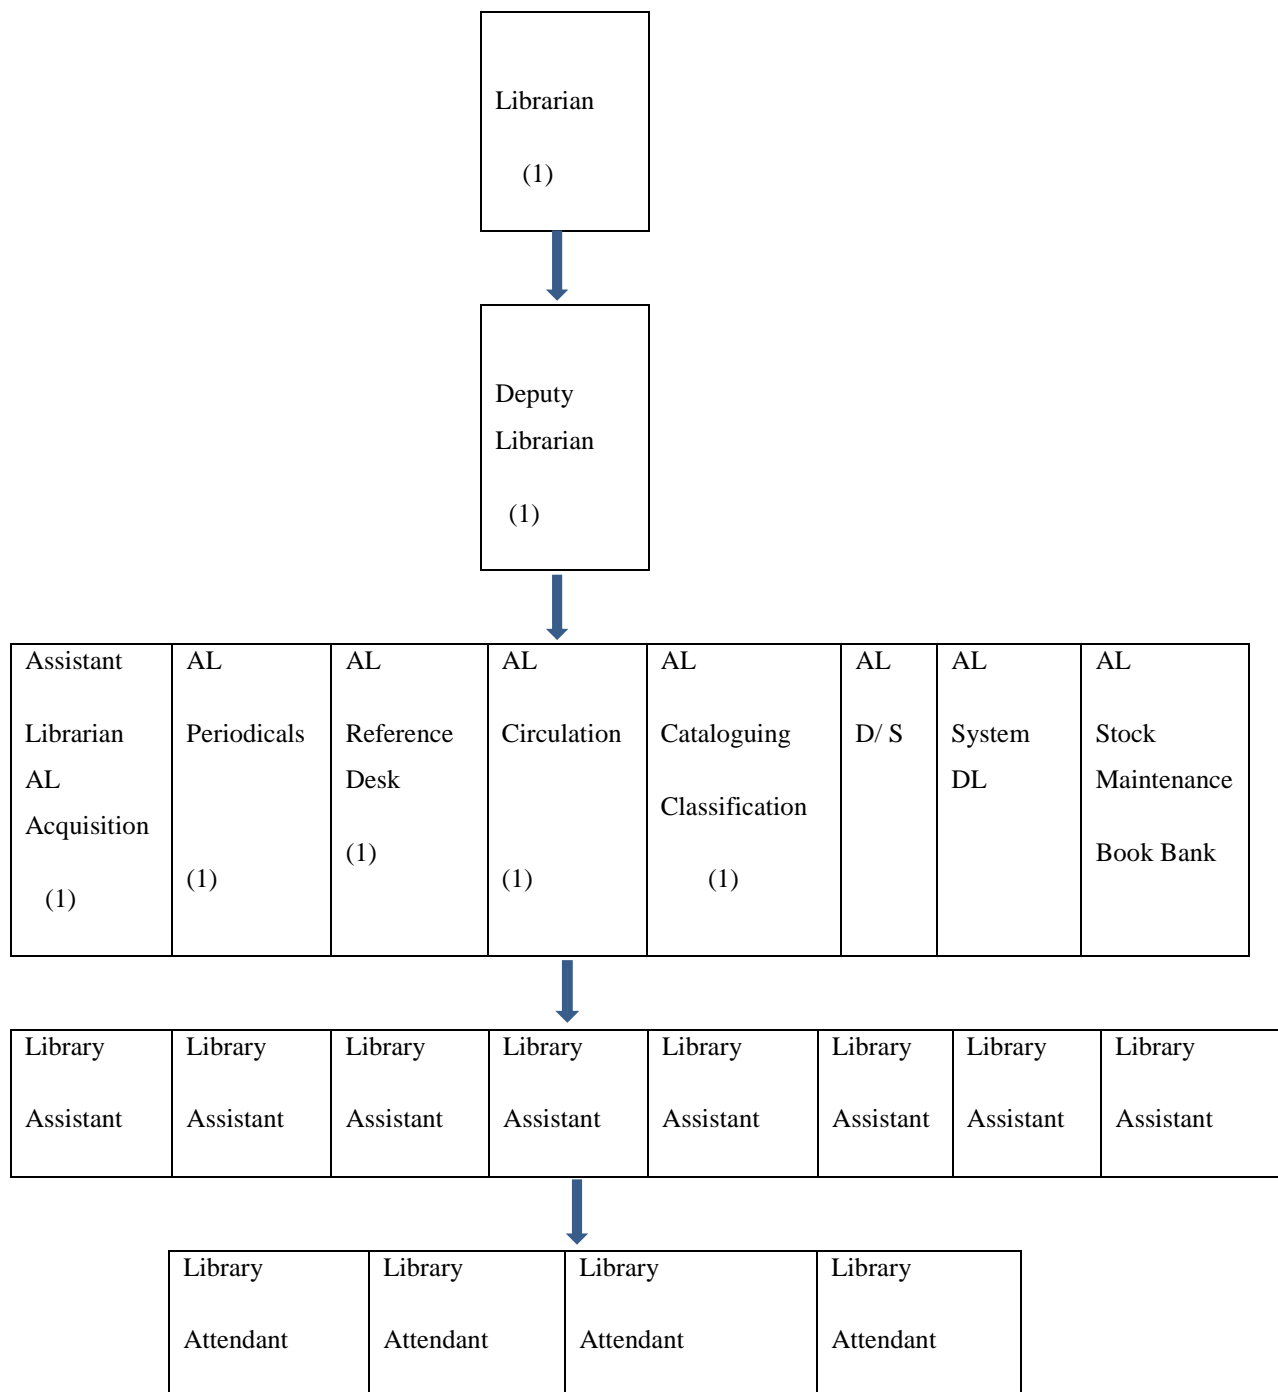 Librarian
(1)
Deputy
Librarian
(1)
Assistant
Librarian
AL
Acquisition
(1)
AL
Periodicals
(1)
AL
Reference
Desk
(1)
AL
Circulation
(1)
AL
Cataloguing
Classification
(1)
AL
D/ S
AL
System
DL
AL
Stock
Maintenance
Book Bank
Library
Assistant
Library
Assistant
Library
Assistant
Library
Assistant
Library
Assistant
Library
Assistant
Library
Assistant
Library
Assistant
Library
Attendant
Library
Attendant
Library
Attendant
Library
Attendant